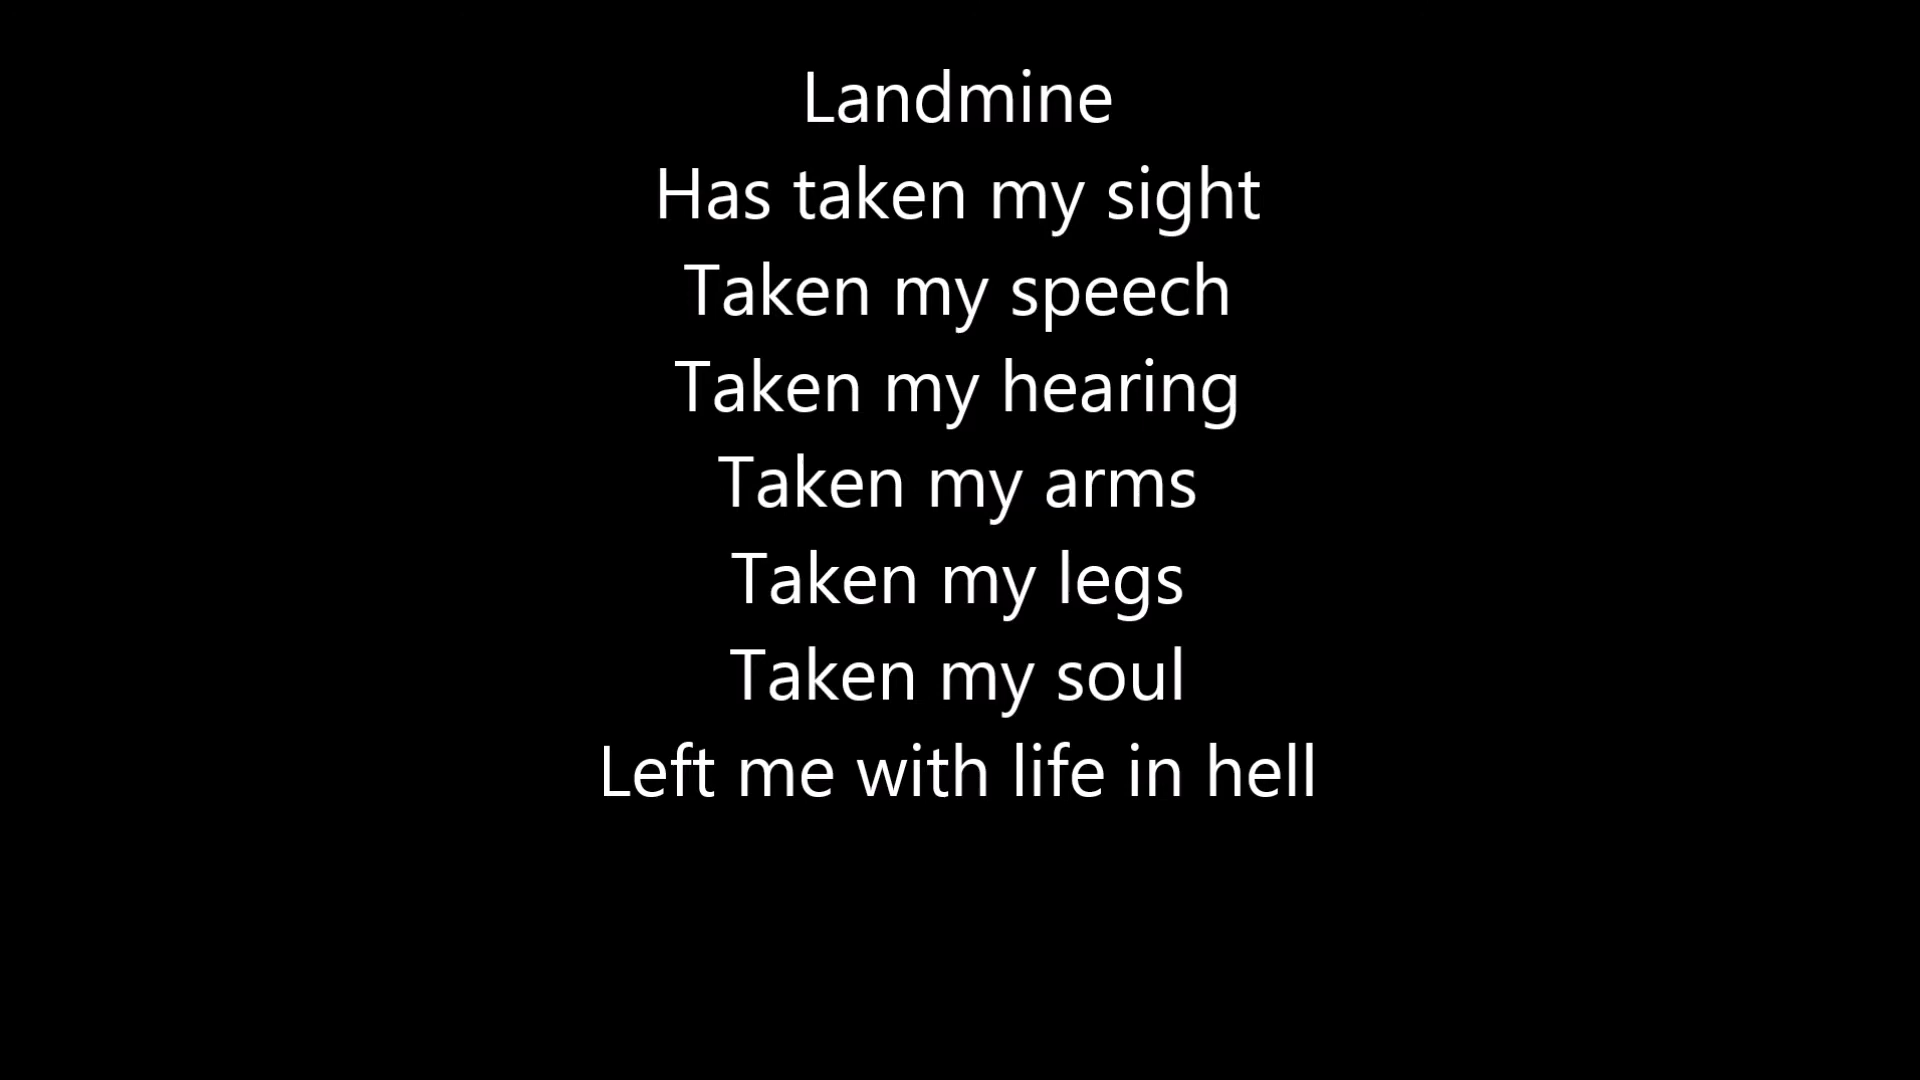 Landmine
Has taken my sight
Taken my speech
Taken my hearing
Taken my arms
Taken my legs
Taken my soul
Left me with life in hell